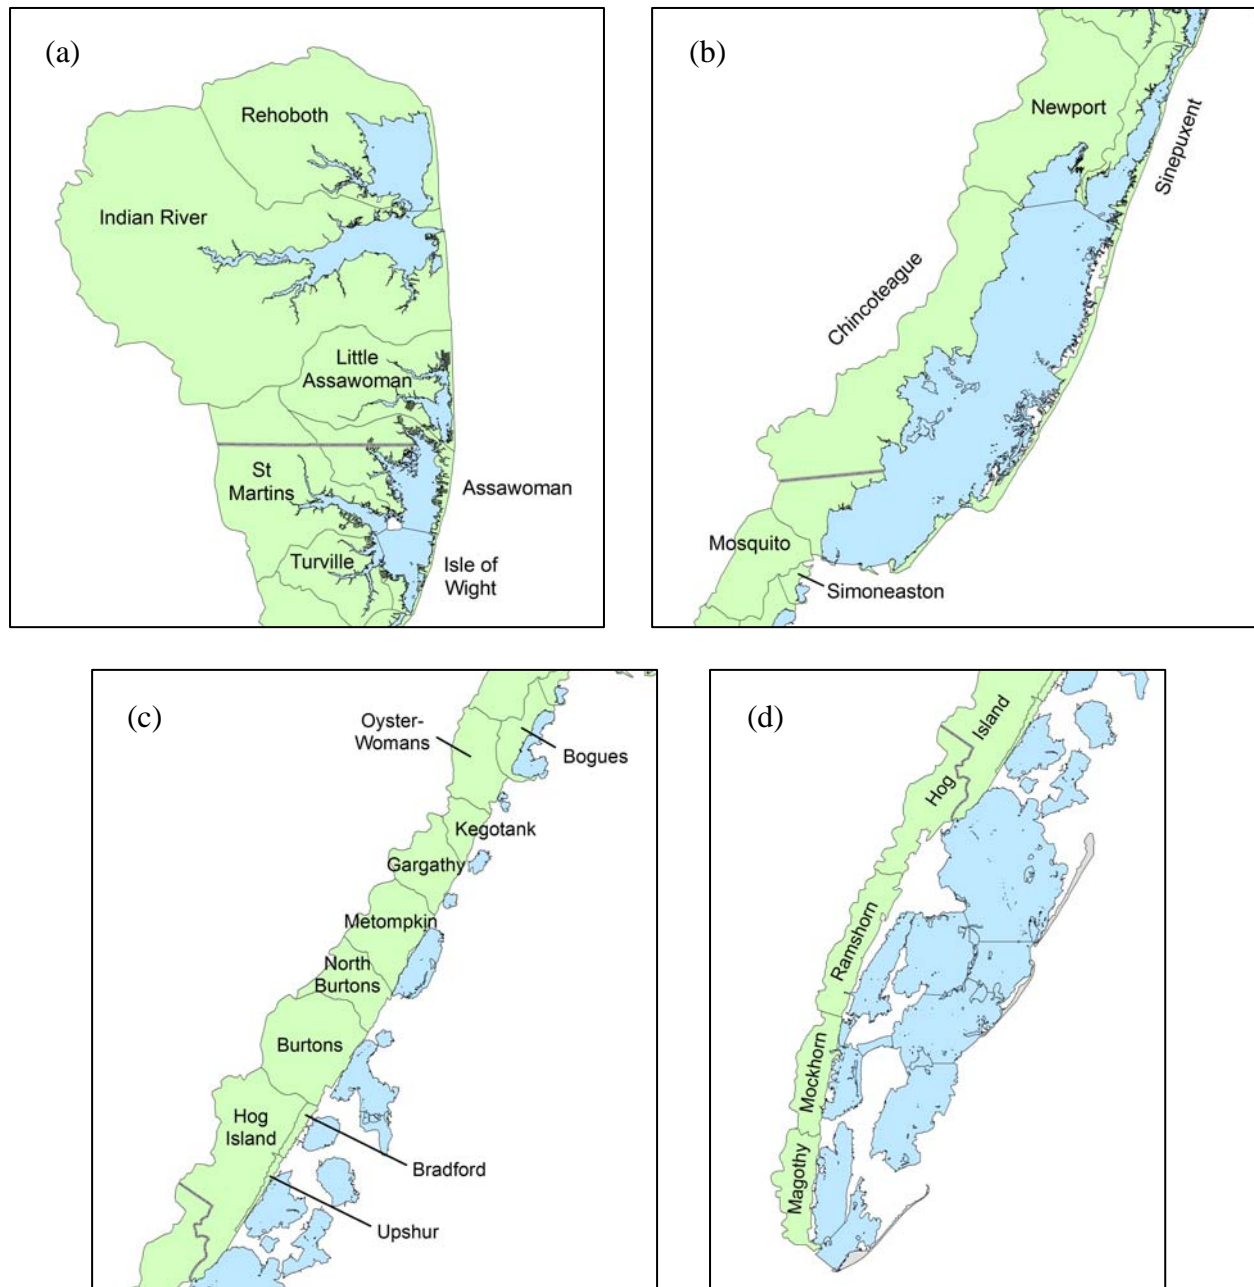 (a)
Rehoboth
Indian River
Little
Assawoman
St
Martins
Assawoman
Turville
Isle of
Wight
(b)
Newport
Sinepuxent
Chincoteague
Mosquito
Simoneaston
(c)
Oyster-
Womans
Bogues
Kegotank
Gargathy
Metompkin
North
Burtons
Burtons
Hog
Island
Bradford
Upshur
(d)
Hog Island
Ramshorn
Mockhorn
Magothy